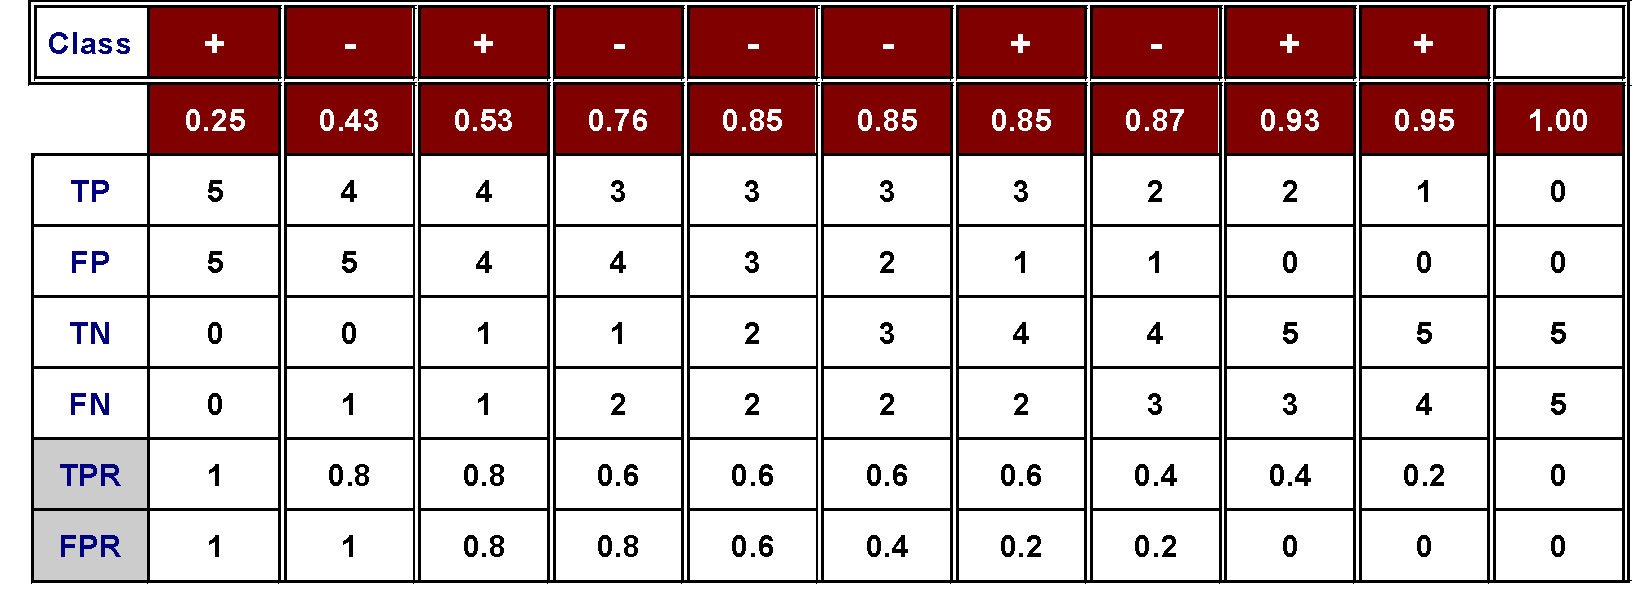 Class + - + - - - + - + +
0.25 0.43 0.53 0.76 0.85 0.85 0.85 0.87 0.93 0.95 1.00
TP 5 4 4 3 3 3 3 2 2 1 0
FP 5 5 4 4 3 2 1 1 0 0 0
TN 0 0 1 1 2 3 4 4 5 5 5
FN 0 1 1 2 2 2 2 3 3 4 5
TPR 1 0.8 0.8 0.6 0.6 0.6 0.6 0.4 0.4 0.2 0
FPR 1 1 0.8 0.8 0.6 0.4 0.2 0.2 0 0 0